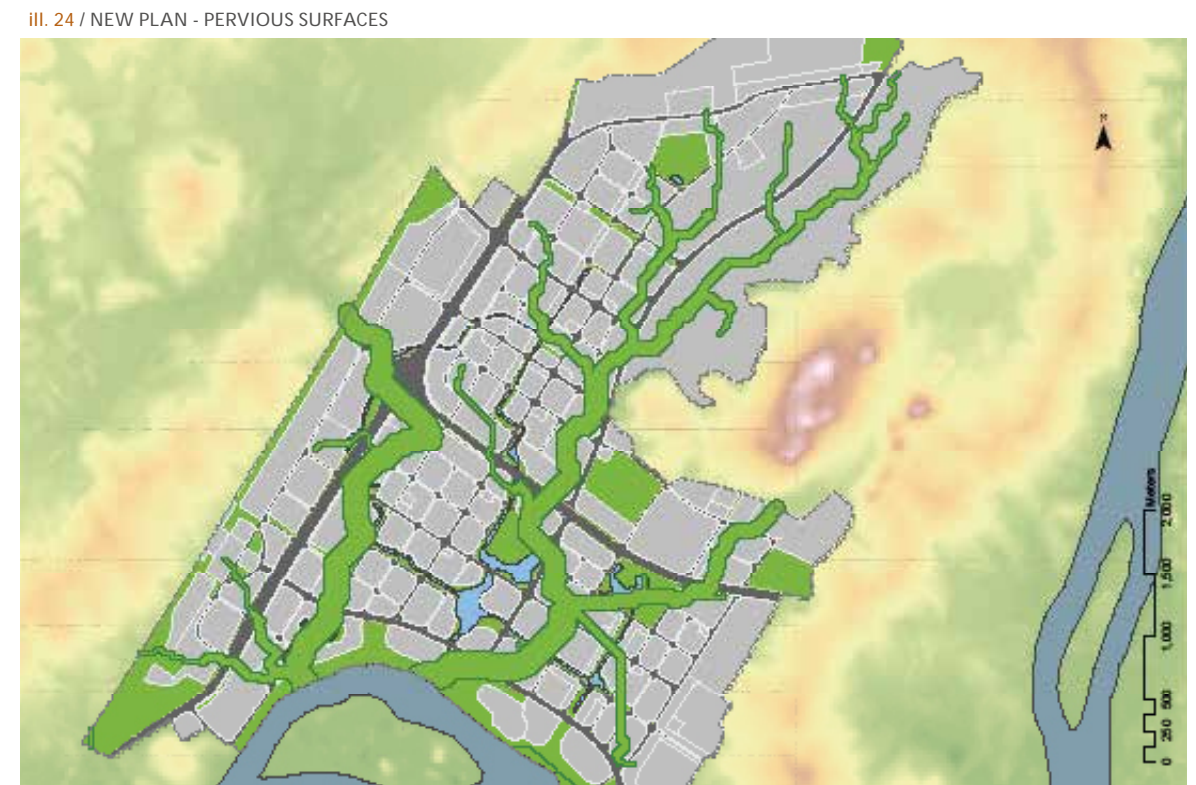 ill. 24 / NEW PLAN - PERVIOUS SURFACES
N
Meters
2,000
1,500
1,000
500
250
0